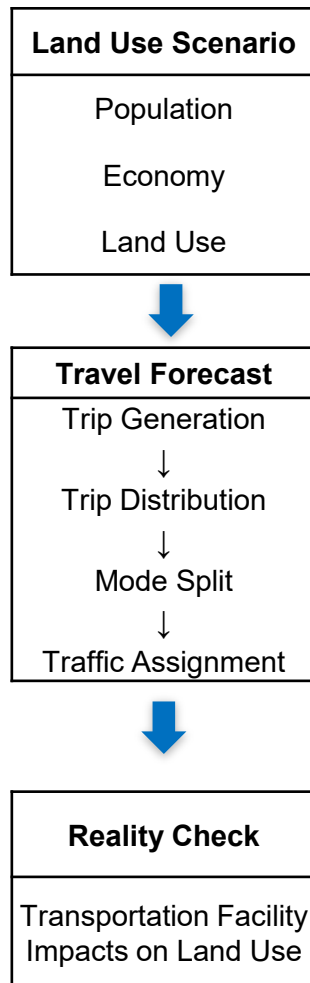 Land Use Scenario
Population
Economy
Land Use
Travel Forecast
Trip Generation
↓
Trip Distribution
↓
Mode Split
↓
Traffic Assignment
Reality Check
Transportation Facility
Impacts on Land Use